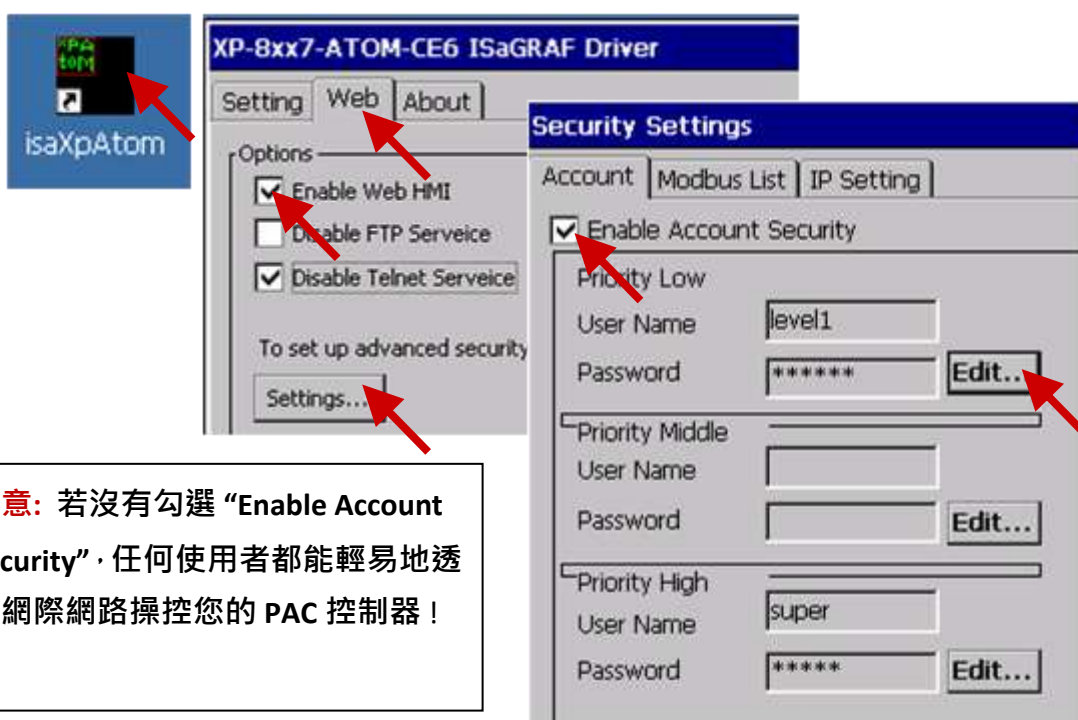 XPA
tom
isaXpAtom
XP-8xx7-ATOM-CE6 ISaGRAF Driver
Setting Web About
Options
Enable Web HMI
Disable FTP Serveice
Disable Telnet Serveice
To set up advanced security
Settings...
Security Settings
Account Modbus List IP Setting
Enable Account Security
Priority Low
User Name level1
Password ****** Edit...
Priority Middle
User Name
Password Edit...
Priority High
User Name super
Password ***** Edit...
意: 若沒有勾選 “Enable Account
curity”，任何使用者都能輕易地透
網際網路操控您的 PAC 控制器！